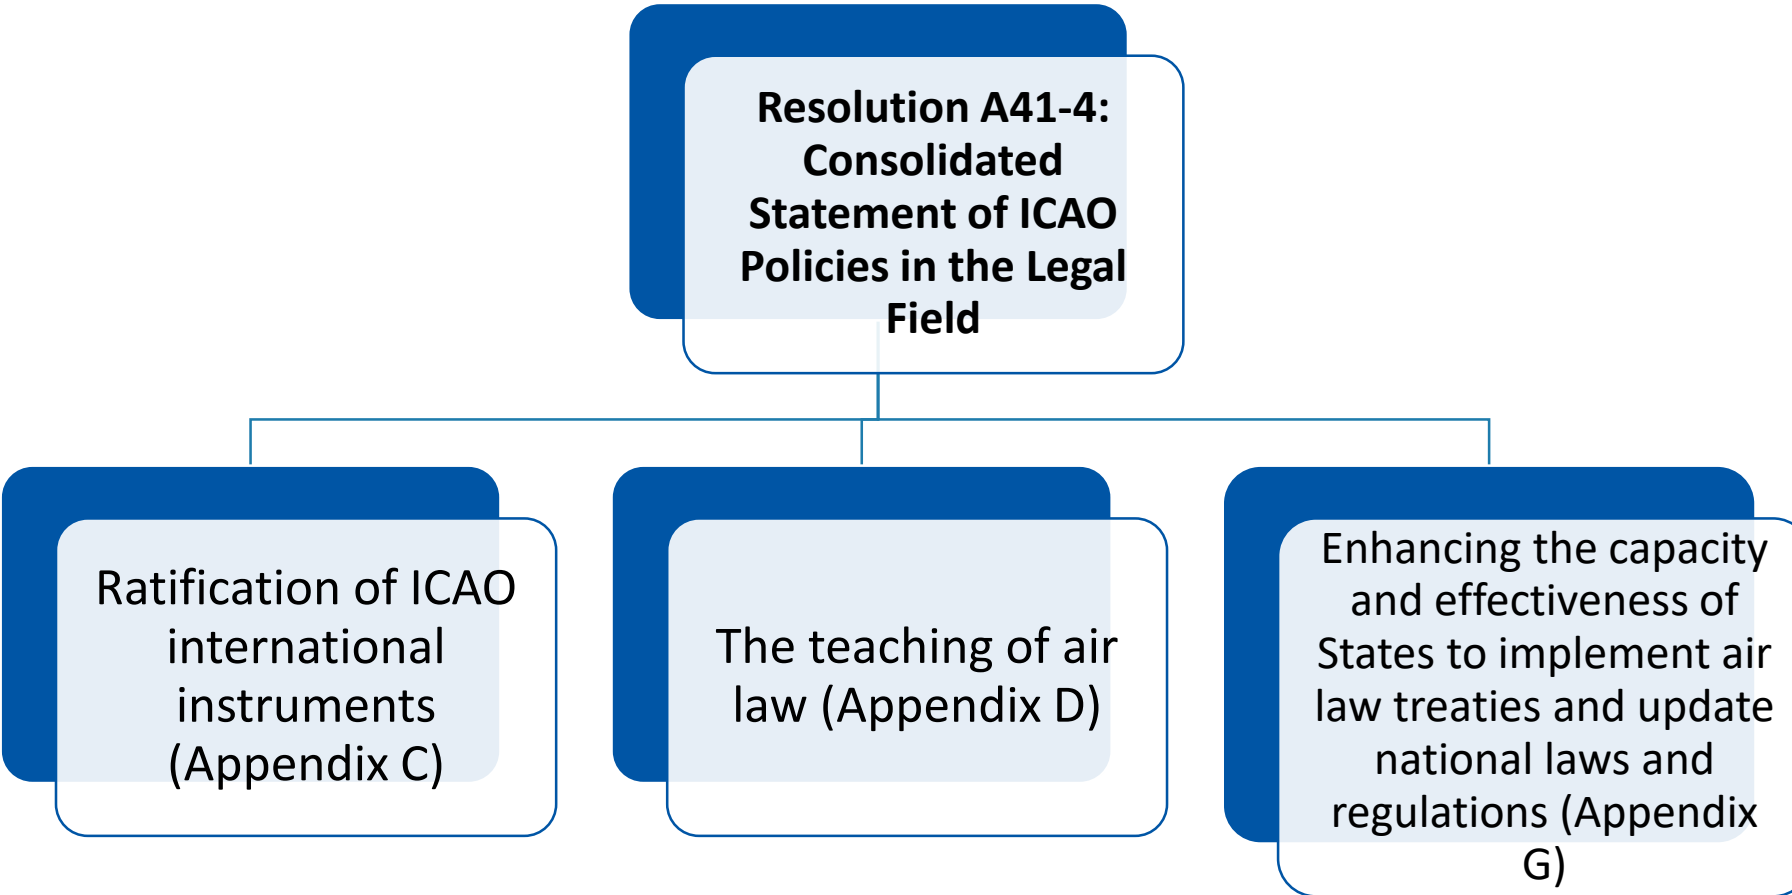 Resolution A41-4:
Consolidated
Statement of ICAO
Policies in the Legal
Field
Ratification of ICAO
international
instruments
(Appendix C)
The teaching of air
law (Appendix D)
Enhancing the capacity
and effectiveness of
States to implement air
law treaties and update
national laws and
regulations (Appendix
G)